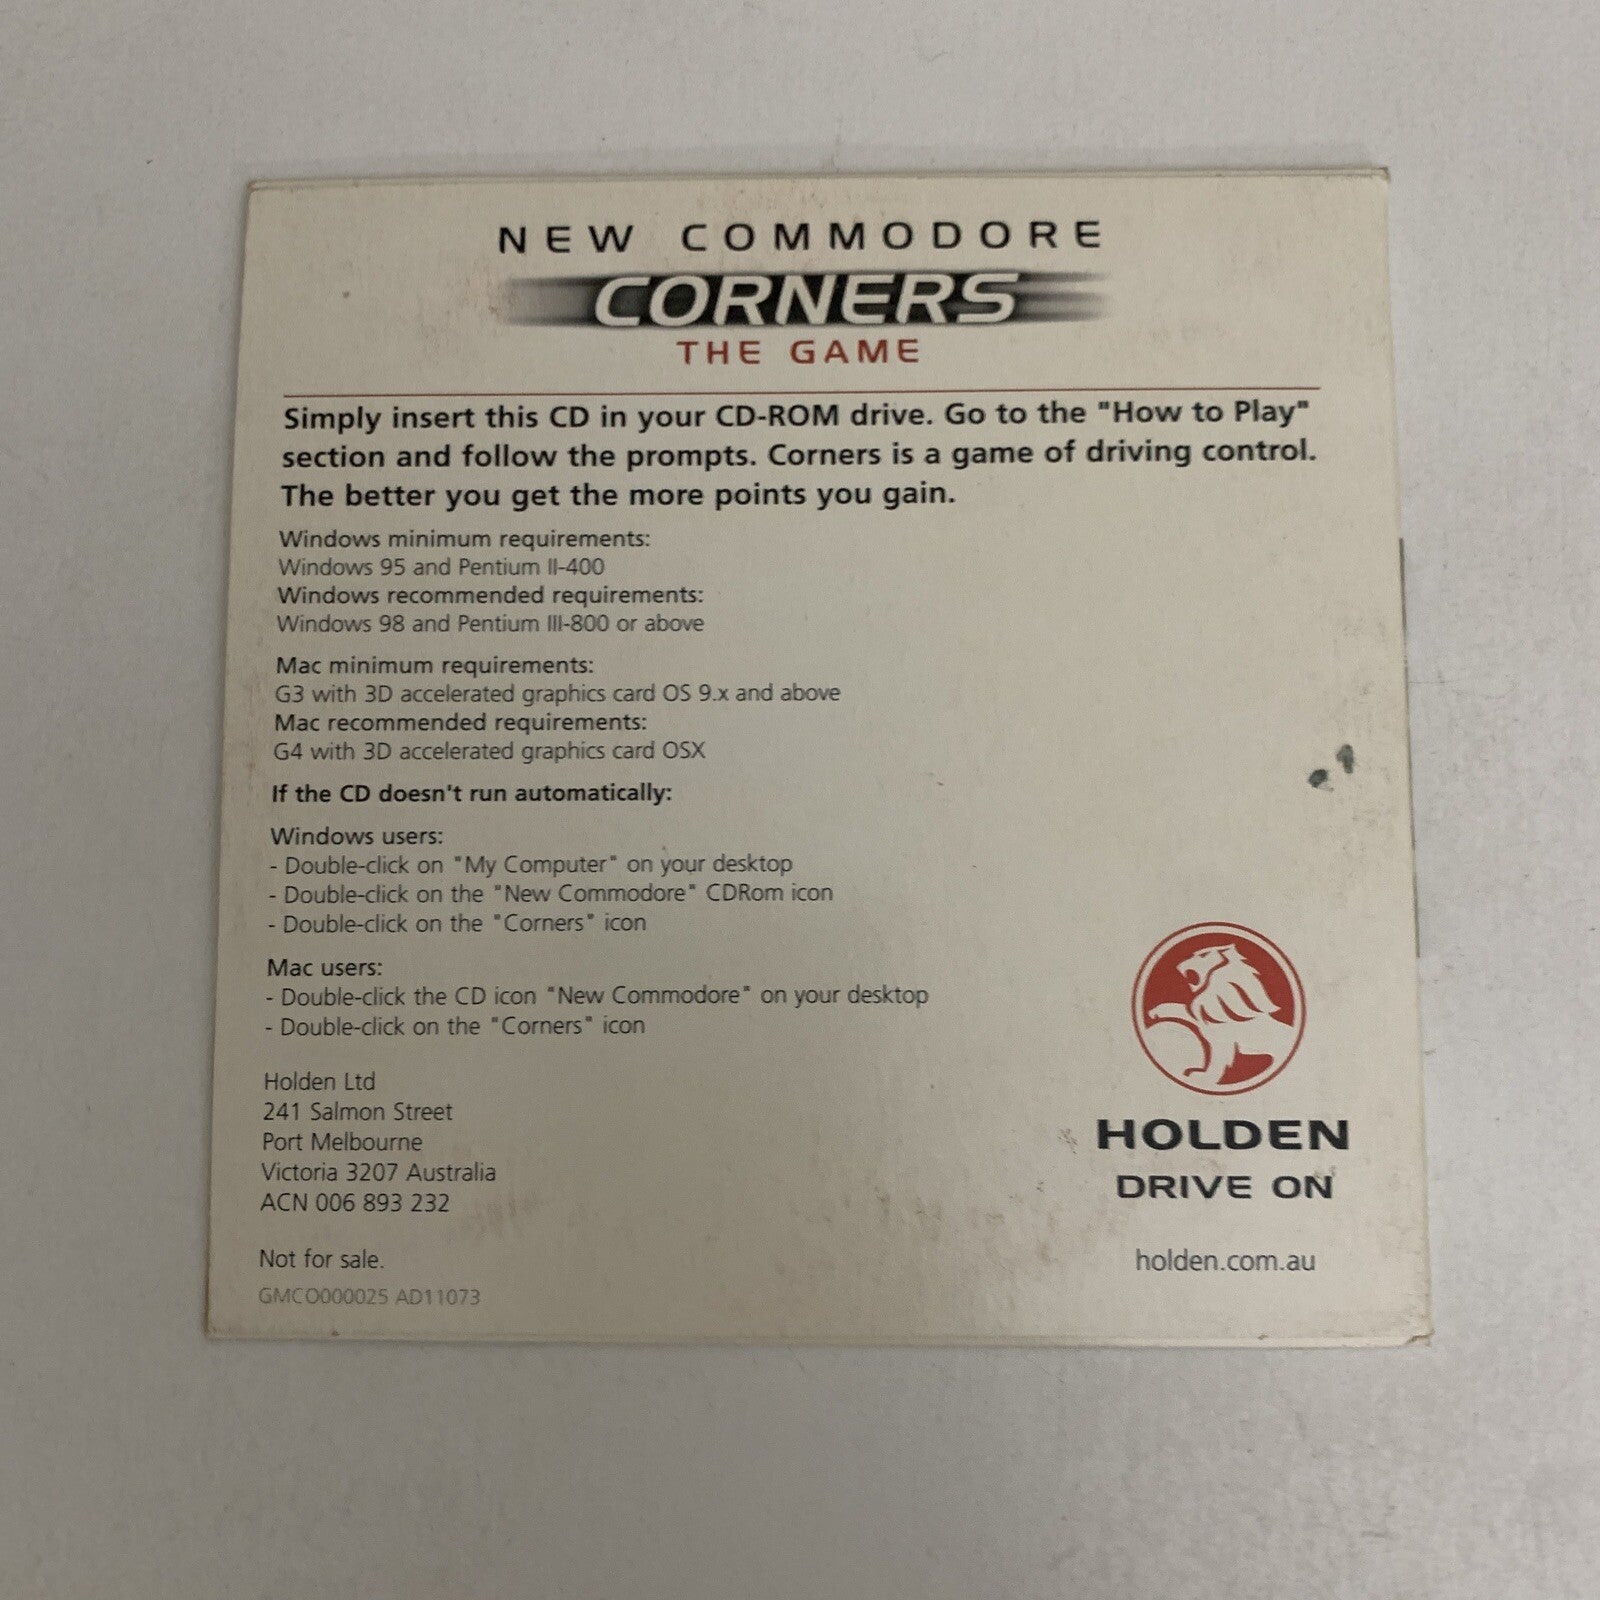 NEW COMMODORE
CORNERS
THE GAME
Simply insert this CD in your CD-ROM drive. Go to the "How to Play"
section and follow the prompts. Corners is a game of driving control.
The better you get the more points you gain.
Windows minimum requirements:
Windows 95 and Pentium II-400
Windows recommended requirements:
Windows 98 and Pentium III-800 or above
Mac minimum requirements:
G3 with 3D accelerated graphics card OS 9.x and above
Mac recommended requirements:
G4 with 3D accelerated graphics card OSX
If the CD doesn't run automatically:
Windows users:
- Double-click on "My Computer" on your desktop
- Double-click on the "New Commodore" CDRom icon
- Double-click on the "Corners" icon
Mac users:
- Double-click the CD icon "New Commodore" on your desktop
- Double-click on the "Corners" icon
Holden Ltd
241 Salmon Street
Port Melbourne
Victoria 3207 Australia
ACN 006 893 232
Not for sale.
GMCO000025 AD11073
HOLDEN
DRIVE ON
holden.com.au